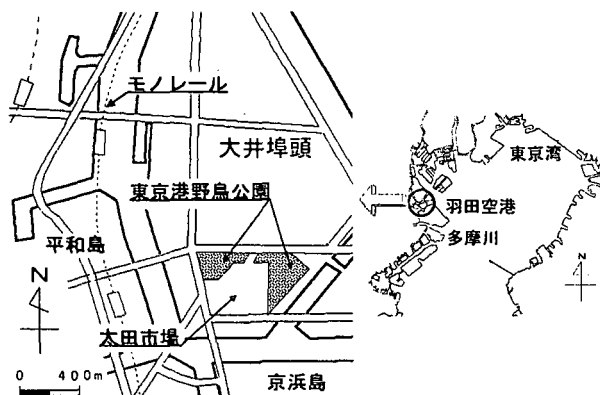 モノレール
大井埠頭
東京港野鳥公園
平和島
N
太田市場
0 400m
京浜島
東京湾
羽田空港
多摩川
N